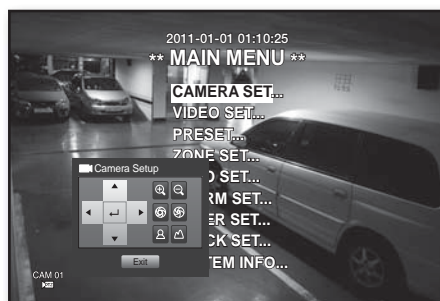 2011-01-01 01:10:25
** MAIN MENU **
CAMERA SET...
VIDEO SET...
PRESET...
ZONE SET...
Camera Setup
O SET...
RM SET...
ER SET...
CK SET...
Exit
TEM INFO...
CAM 01